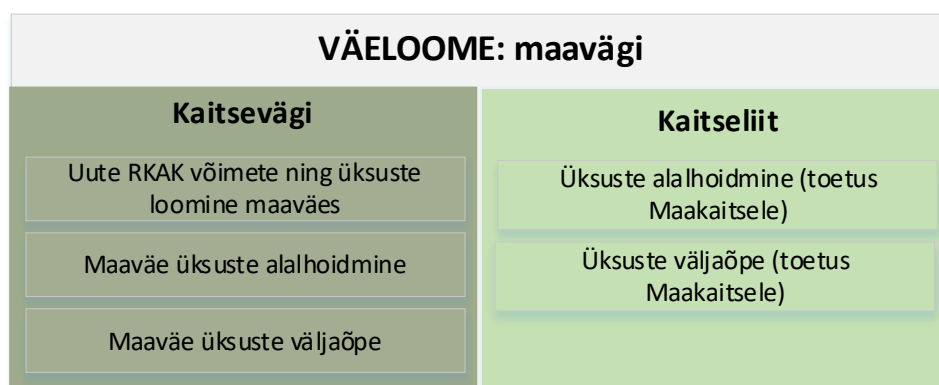 VÄELOOME: maavägi
Kaitsevägi
Uute RKAK võimete ning üksuste
loomine maaväes
Maaväe üksuste alalhoidmine
Maaväe üksuste väljaõpe
Kaitseliit
Üksuste alalhoidmine (toetus
Maakaitsele)
Üksuste väljaõpe (toetus
Maakaitsele)